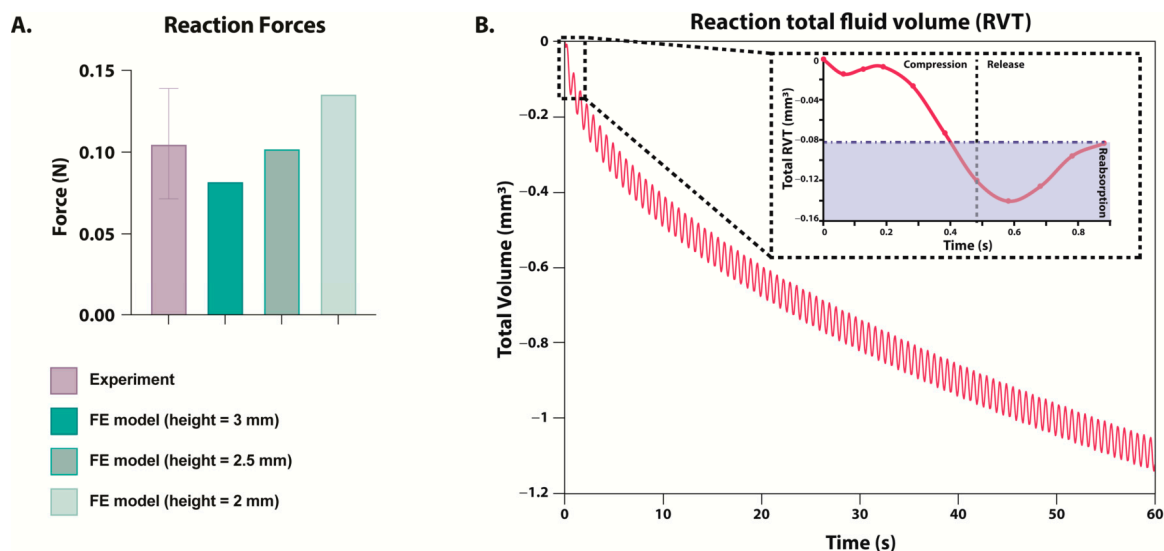 A.
Reaction Forces
0.15
0.10
0.05
0.00
Force (N)
Experiment
FE model (height = 3 mm)
FE model (height = 2.5 mm)
FE model (height = 2 mm)
B.
Reaction total fluid volume (RVT)
0
−0.2
−0.4
−0.6
−0.8
−1
−1.2
Total Volume (mm³)
0
10
20
30
40
50
60
Time (s)
Compression
Release
0
−0.04
−0.08
−0.12
−0.16
Total RVT (mm³)
Reabsorption
0
0.2
0.4
0.6
0.8
Time (s)